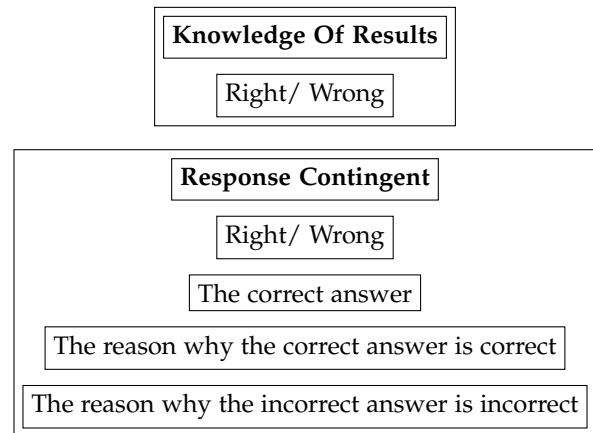 Knowledge Of Results
Right/ Wrong
Response Contingent
Right/ Wrong
The correct answer
The reason why the correct answer is correct
The reason why the incorrect answer is incorrect